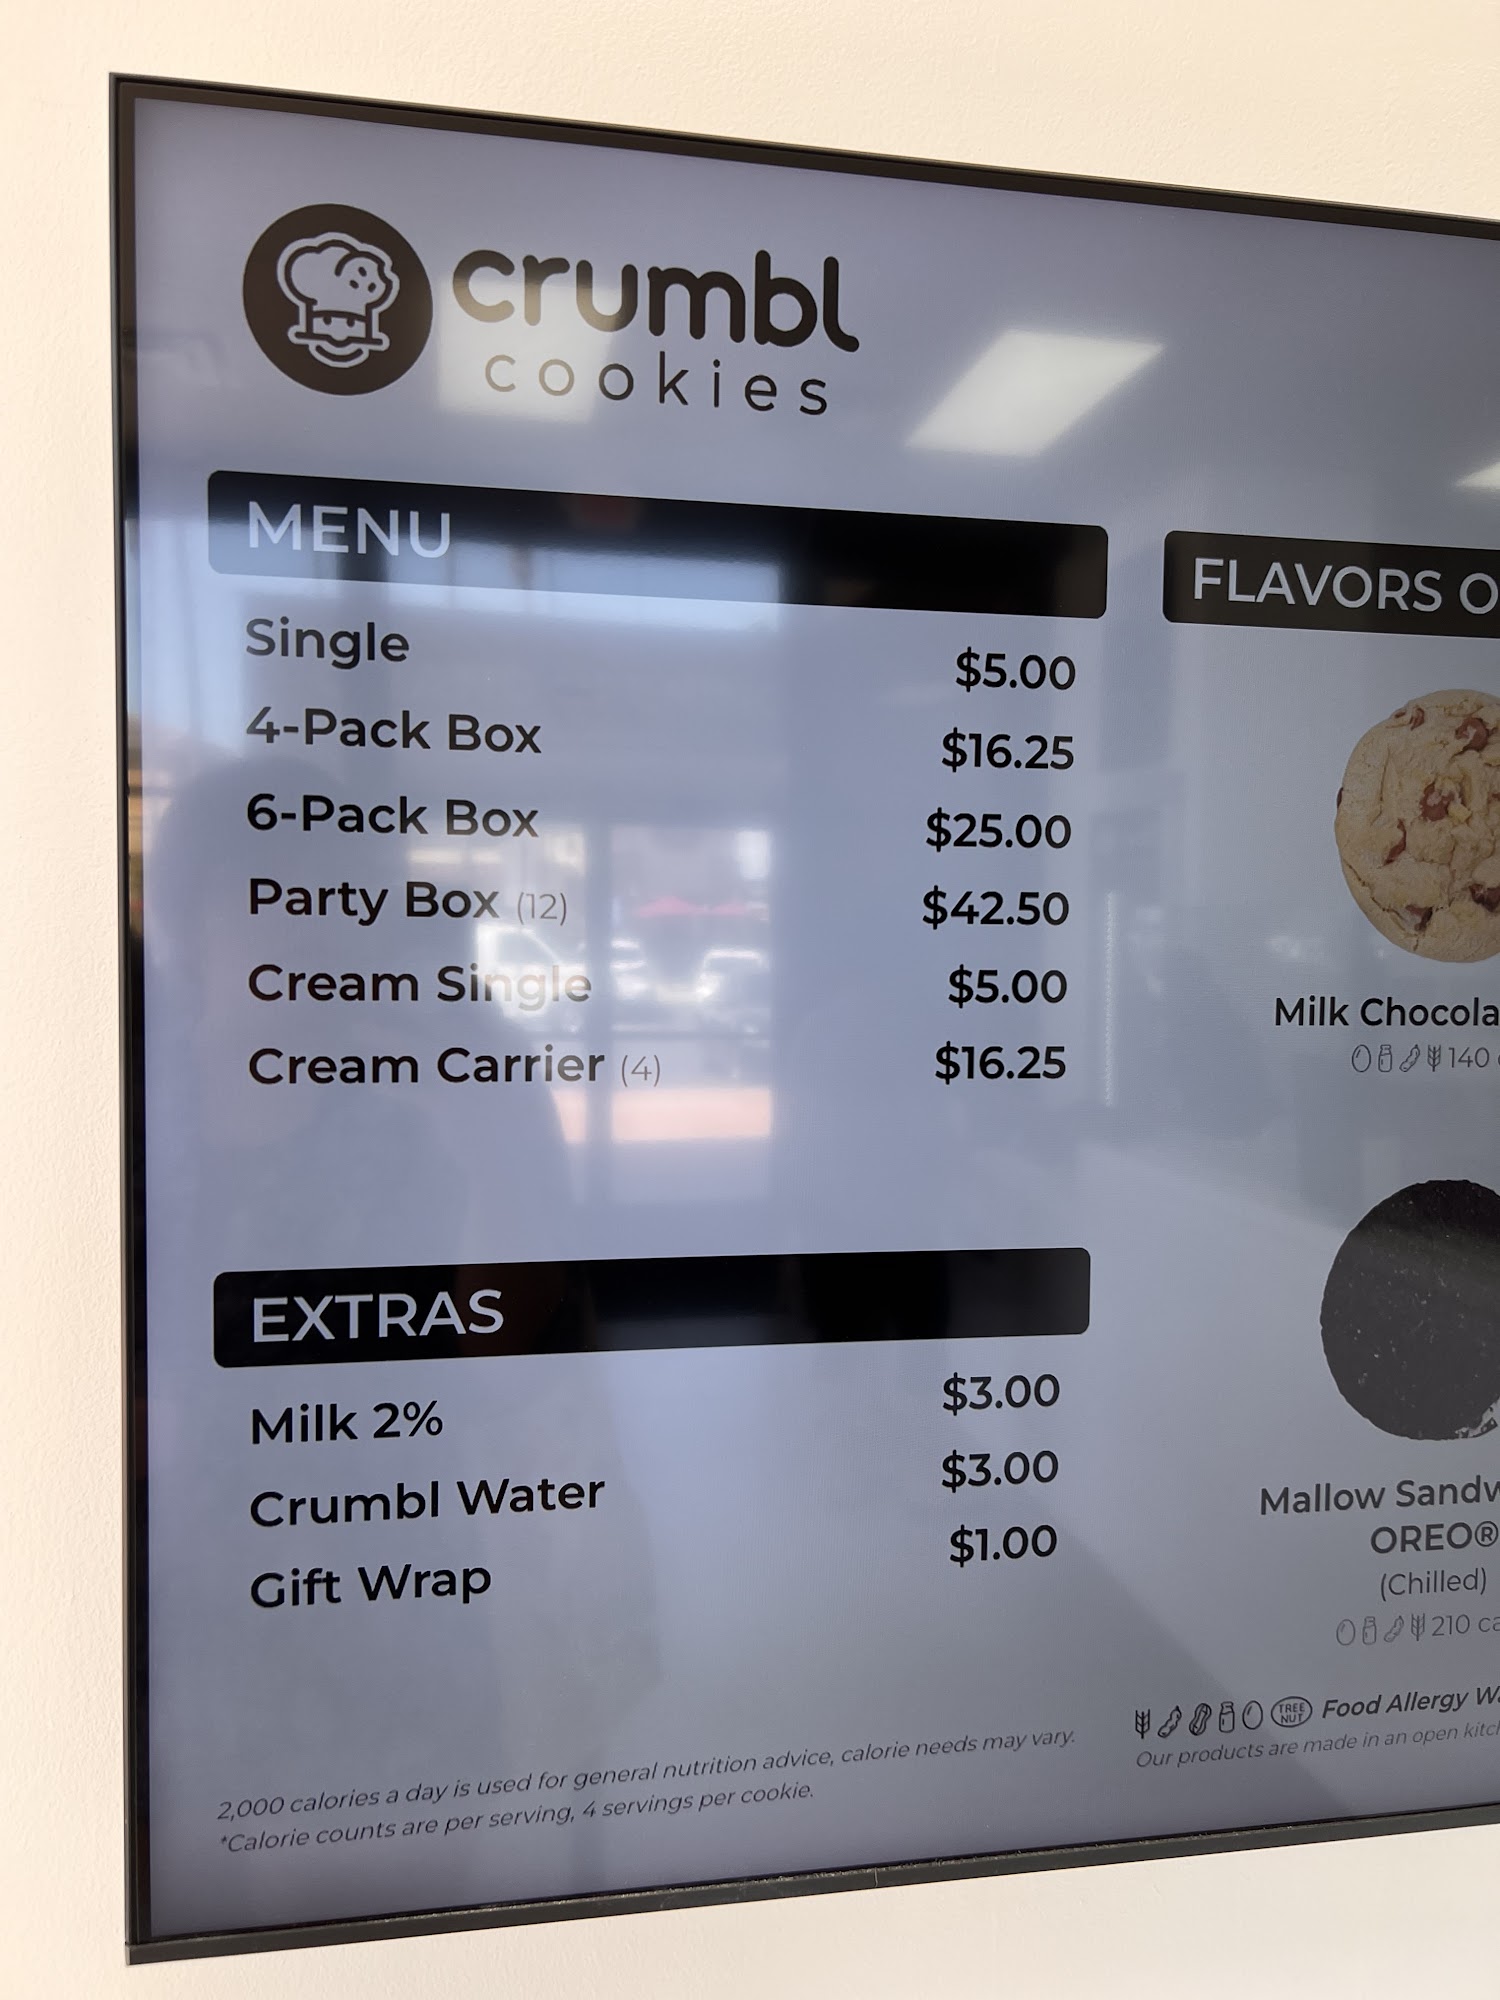 crumbl
cookies
MENU
Single $5.00
4-Pack Box $16.25
6-Pack Box $25.00
Party Box (12) $42.50
Cream Single $5.00
Cream Carrier (4) $16.25
EXTRAS
Milk 2% $3.00
Crumbl Water $3.00
Gift Wrap $1.00
2,000 calories a day is used for general nutrition advice, calorie needs may vary.
*Calorie counts are per serving, 4 servings per cookie.
FLAVORS
Milk
140
Mallow
OREO®
(Chilled)
210
TREE NUT Food Allergy
Our products are made in an open